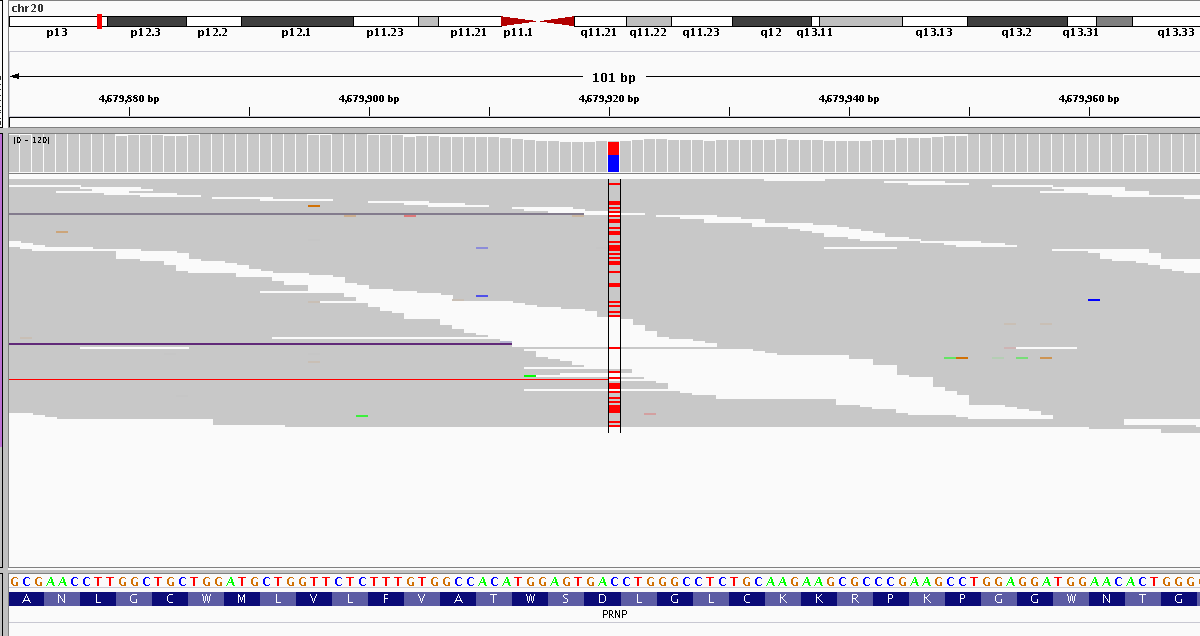 chr20
p13 p12.3 p12.2 p12.1 p11.23 p11.21 p11.1 q11.21 q11.22 q11.23 q12 q13.11 q13.13 q13.2 q13.31 q13.33
101 bp
4,679,880 bp 4,679,900 bp 4,679,920 bp 4,679,940 bp 4,679,960 bp
[0 - 120]
G C G A A C C T T G G C T G C T G G A T G C T G G T T C T C T T T G T G G C C A C A T G G A G T G A C C T G G G C C T C T G C A A G A A G C G C C C G A A G C C T G G A G G A T G G A A C A C T G G G
A N L G C W M L V L F V A T W S D L G L C K K R P K P G G W N T G
PRNP